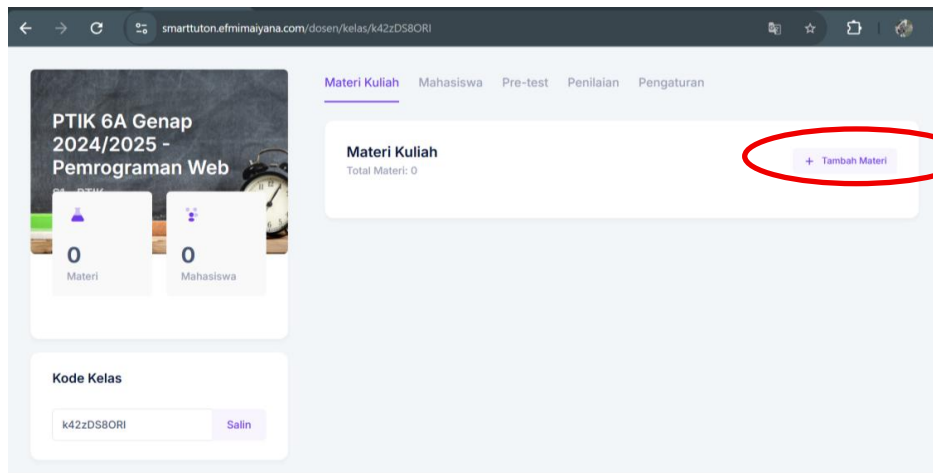 smarttuton.efmimaiyana.com/dosen/kelas/k42zDS8ORI
PTIK 6A Genap
2024/2025 -
Pemrograman Web
0
Materi
0
Mahasiswa
Kode Kelas
k42zDS8ORI
Salin
Materi Kuliah Mahasiswa Pre-test Penilaian Pengaturan
Materi Kuliah
Total Materi: 0
+ Tambah Materi